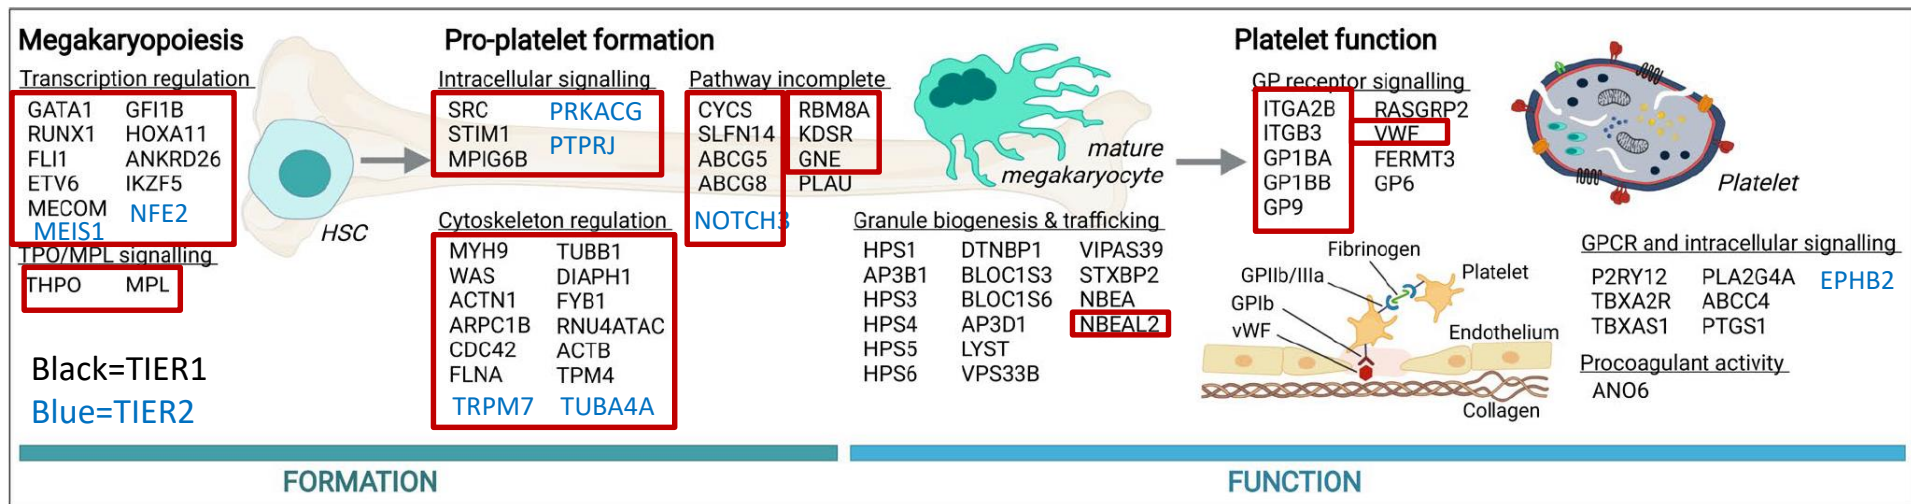 Megakaryopoiesis
Transcription regulation
GATA1 GFI1B
RUNX1 HOXA11
FLI1 ANKRD26
ETV6 IKZF5
MECOM NFE2
MEIS1
TPO/MPL signalling
THPO MPL
Black=TIER1
Blue=TIER2
HSC
Pro-platelet formation
Intracellular signalling
SRC PRKACG
STIM1 PTPRJ
MPIG6B
Pathway incomplete
CYCS RBM8A
SLFN14 KDSR
ABCG5 GNE
ABCG8 PLAU
NOTCH3
Cytoskeleton regulation
MYH9 TUBB1
WAS DIAPH1
ACTN1 FYB1
ARPC1B RNU4ATAC
CDC42 ACTB
FLNA TPM4
TRPM7 TUBA4A
mature
megakaryocyte
Granule biogenesis & trafficking
HPS1 DTNBP1 VIPAS39
AP3B1 BLOC1S3 STXBP2
HPS3 BLOC1S6 NBEA
HPS4 AP3D1 NBEAL2
HPS5 LYST
HPS6 VPS33B
Platelet function
GP receptor signalling
ITGA2B RASGRP2
ITGB3 VWF
GP1BA FERMT3
GP1BB GP6
GP9
Platelet
Fibrinogen
GPIIb/IIIa
Platelet
GPIb
vWF
Endothelium
Collagen
GPCR and intracellular signalling
P2RY12 PLA2G4A EPHB2
TBXA2R ABCC4
TBXAS1 PTGS1
Procoagulant activity
ANO6
FORMATION
FUNCTION